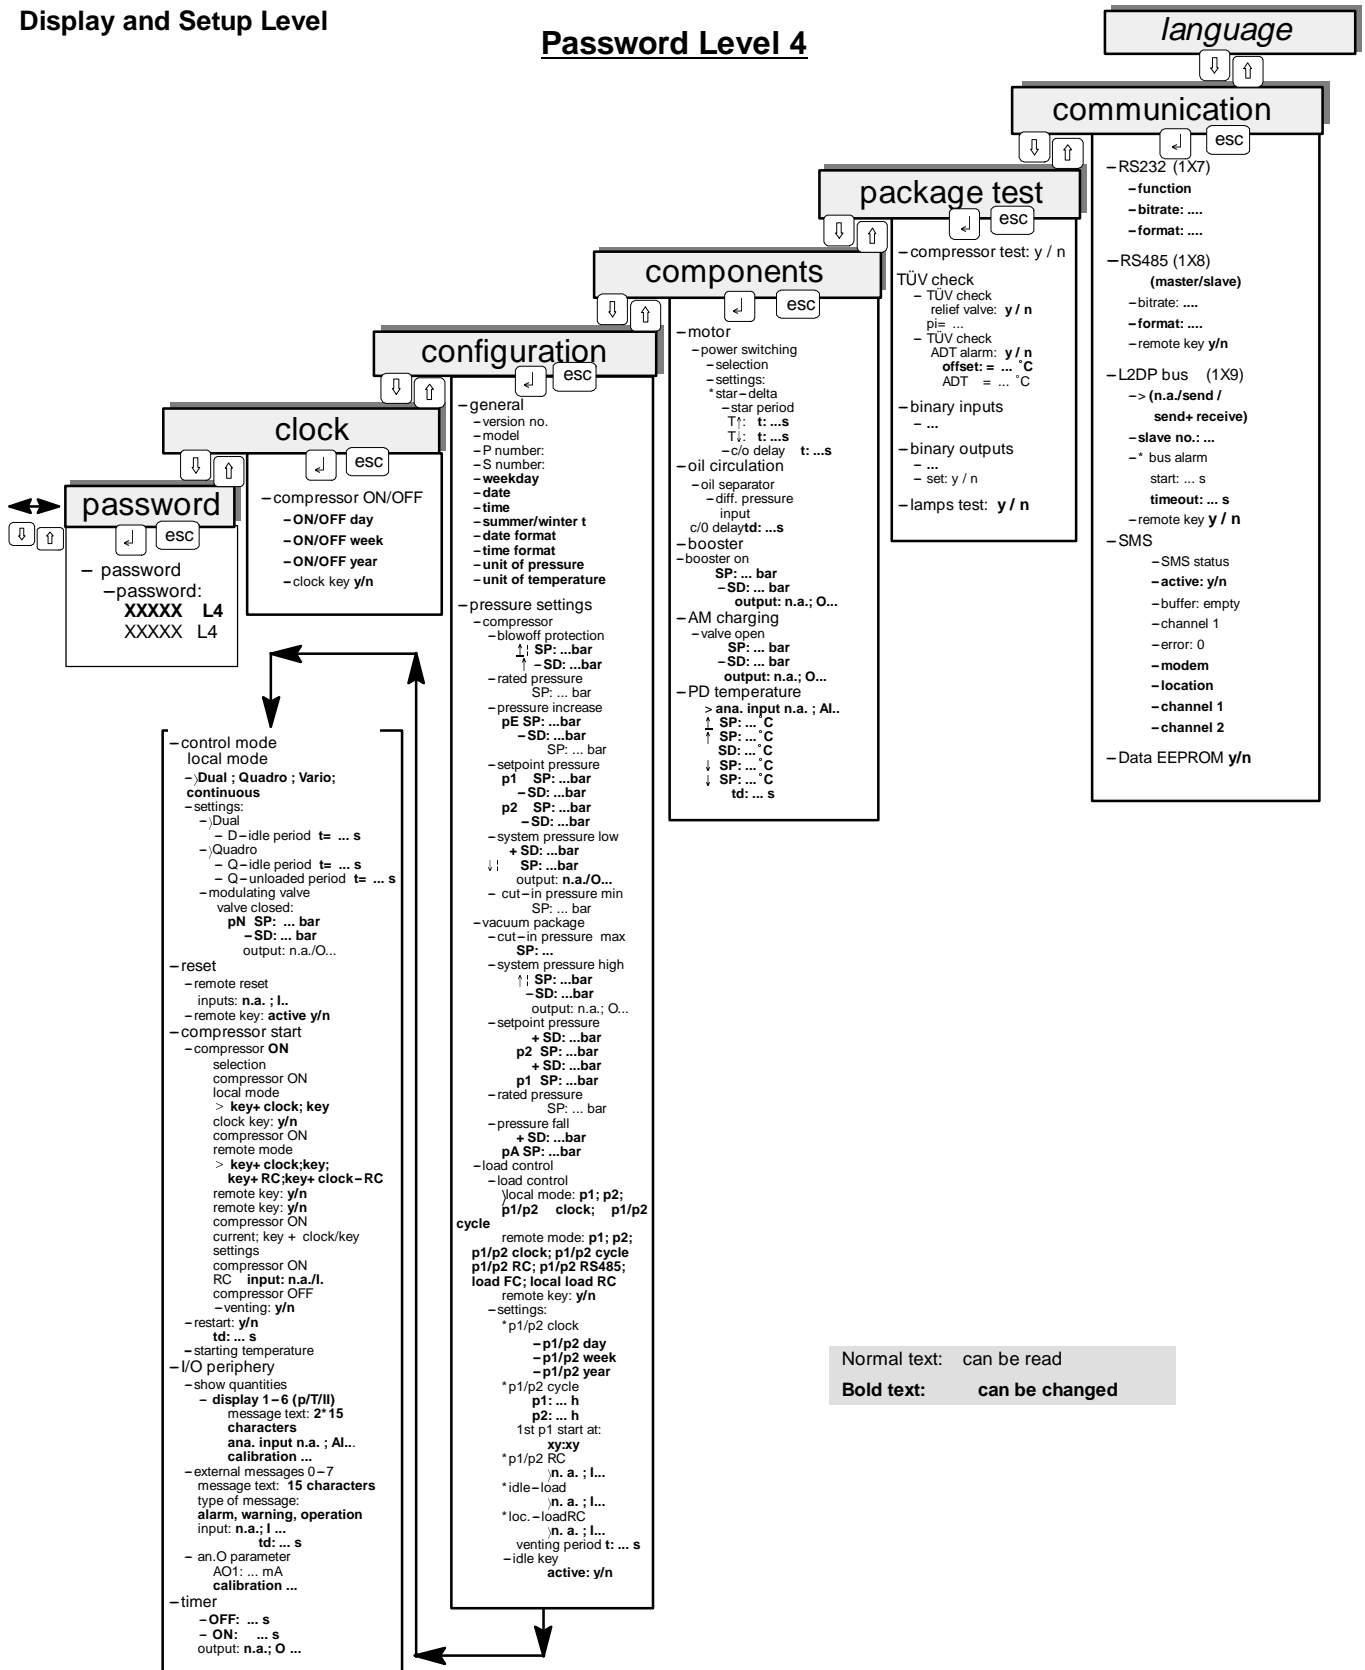 Display and Setup Level
Password Level 4
language
communication
esc
– RS232 (1X7)
– function
– bitrate: ....
– format: ....
– RS485 (1X8)
(master/slave)
– bitrate: ....
– format: ....
– remote key y/n
– L2DP bus (1X9)
–> (n.a./send /
send+ receive)
– slave no.: ...
–* bus alarm
start: ... s
timeout: ... s
– remote key y / n
– SMS
– SMS status
– active: y/n
– buffer: empty
– channel 1
– error: 0
– modem
– location
– channel 1
– channel 2
– Data EEPROM y/n
package test
esc
– compressor test: y / n
TÜV check
– TÜV check
relief valve: y / n
pi= ...
– TÜV check
ADT alarm: y / n
offset: = ... °C
ADT = ... °C
– binary inputs
– ...
– binary outputs
– ...
– set: y / n
– lamps test: y / n
components
esc
– motor
– power switching
– selection
– settings:
* star – delta
– star period
T↑: t: ...s
T↓: t: ...s
– c/o delay t: ...s
– oil circulation
– oil separator
– diff. pressure
input
c/0 delay td: ...s
– booster
– booster on
SP: ... bar
– SD: ... bar
output: n.a.; O...
– AM charging
– valve open
SP: ... bar
– SD: ... bar
output: n.a.; O...
– PD temperature
> ana. input n.a. ; AI..
↑ SP: ... °C
↑ SP: ... °C
SD: ... °C
↓ SP: ... °C
↓ SP: ... °C
td: ... s
configuration
esc
– general
– version no.
– model
– P number:
– S number:
– weekday
– date
– time
– summer/winter t
– date format
– time format
– unit of pressure
– unit of temperature
– pressure settings
– compressor
– blowoff protection
↑¦ SP: ...bar
↑ – SD: ...bar
– rated pressure
SP: ... bar
– pressure increase
pE SP: ...bar
– SD: ...bar
SP: ... bar
– setpoint pressure
p1 SP: ...bar
– SD: ...bar
p2 SP: ...bar
– SD: ...bar
– system pressure low
+ SD: ...bar
↓¦ SP: ...bar
output: n.a./O...
– cut – in pressure min
SP: ... bar
– vacuum package
– cut – in pressure max
SP: ...
– system pressure high
↑¦ SP: ...bar
– SD: ...bar
output: n.a.; O...
– setpoint pressure
+ SD: ...bar
p2 SP: ...bar
+ SD: ...bar
p1 SP: ...bar
– rated pressure
SP: ... bar
– pressure fall
+ SD: ...bar
pA SP: ...bar
– load control
– load control
⟩local mode: p1; p2;
p1/p2 clock; p1/p2
cycle
remote mode: p1; p2;
p1/p2 clock; p1/p2 cycle
p1/p2 RC; p1/p2 RS485;
load FC; local load RC
remote key: y/n
– settings:
* p1/p2 clock
– p1/p2 day
– p1/p2 week
– p1/p2 year
* p1/p2 cycle
p1: ... h
p2: ... h
1st p1 start at:
xy:xy
* p1/p2 RC
⟩n. a. ; I...
* idle – load
⟩n. a. ; I...
* loc. – loadRC
⟩n. a. ; I...
venting period t: ... s
– idle key
active: y/n
clock
esc
– compressor ON/OFF
– ON/OFF day
– ON/OFF week
– ON/OFF year
– clock key y/n
password
esc
– password
– password:
XXXXX L4
XXXXX L4
– control mode
local mode
– ⟩Dual ; Quadro ; Vario;
continuous
– settings:
– ⟩Dual
– D – idle period t= ... s
– ⟩Quadro
– Q – idle period t= ... s
– Q – unloaded period t= ... s
– modulating valve
valve closed:
pN SP: ... bar
– SD: ... bar
output: n.a./O...
– reset
– remote reset
inputs: n.a. ; I..
– remote key: active y/n
– compressor start
– compressor ON
selection
compressor ON
local mode
> key+ clock; key
clock key: y/n
compressor ON
remote mode
> key+ clock;key;
key+ RC;key+ clock – RC
remote key: y/n
remote key: y/n
compressor ON
current; key + clock/key
settings
compressor ON
RC input: n.a./I.
compressor OFF
– venting: y/n
– restart: y/n
td: ... s
– starting temperature
– I/O periphery
– show quantities
– display 1 – 6 (p/T/II)
message text: 2*15
characters
ana. input n.a. ; AI...
calibration ...
– external messages 0 – 7
message text: 15 characters
type of message:
alarm, warning, operation
input: n.a.; I ...
td: ... s
– an.O parameter
AO1: ... mA
calibration ...
– timer
– OFF: ... s
– ON: ... s
output: n.a.; O ...
Normal text: can be read
Bold text: can be changed